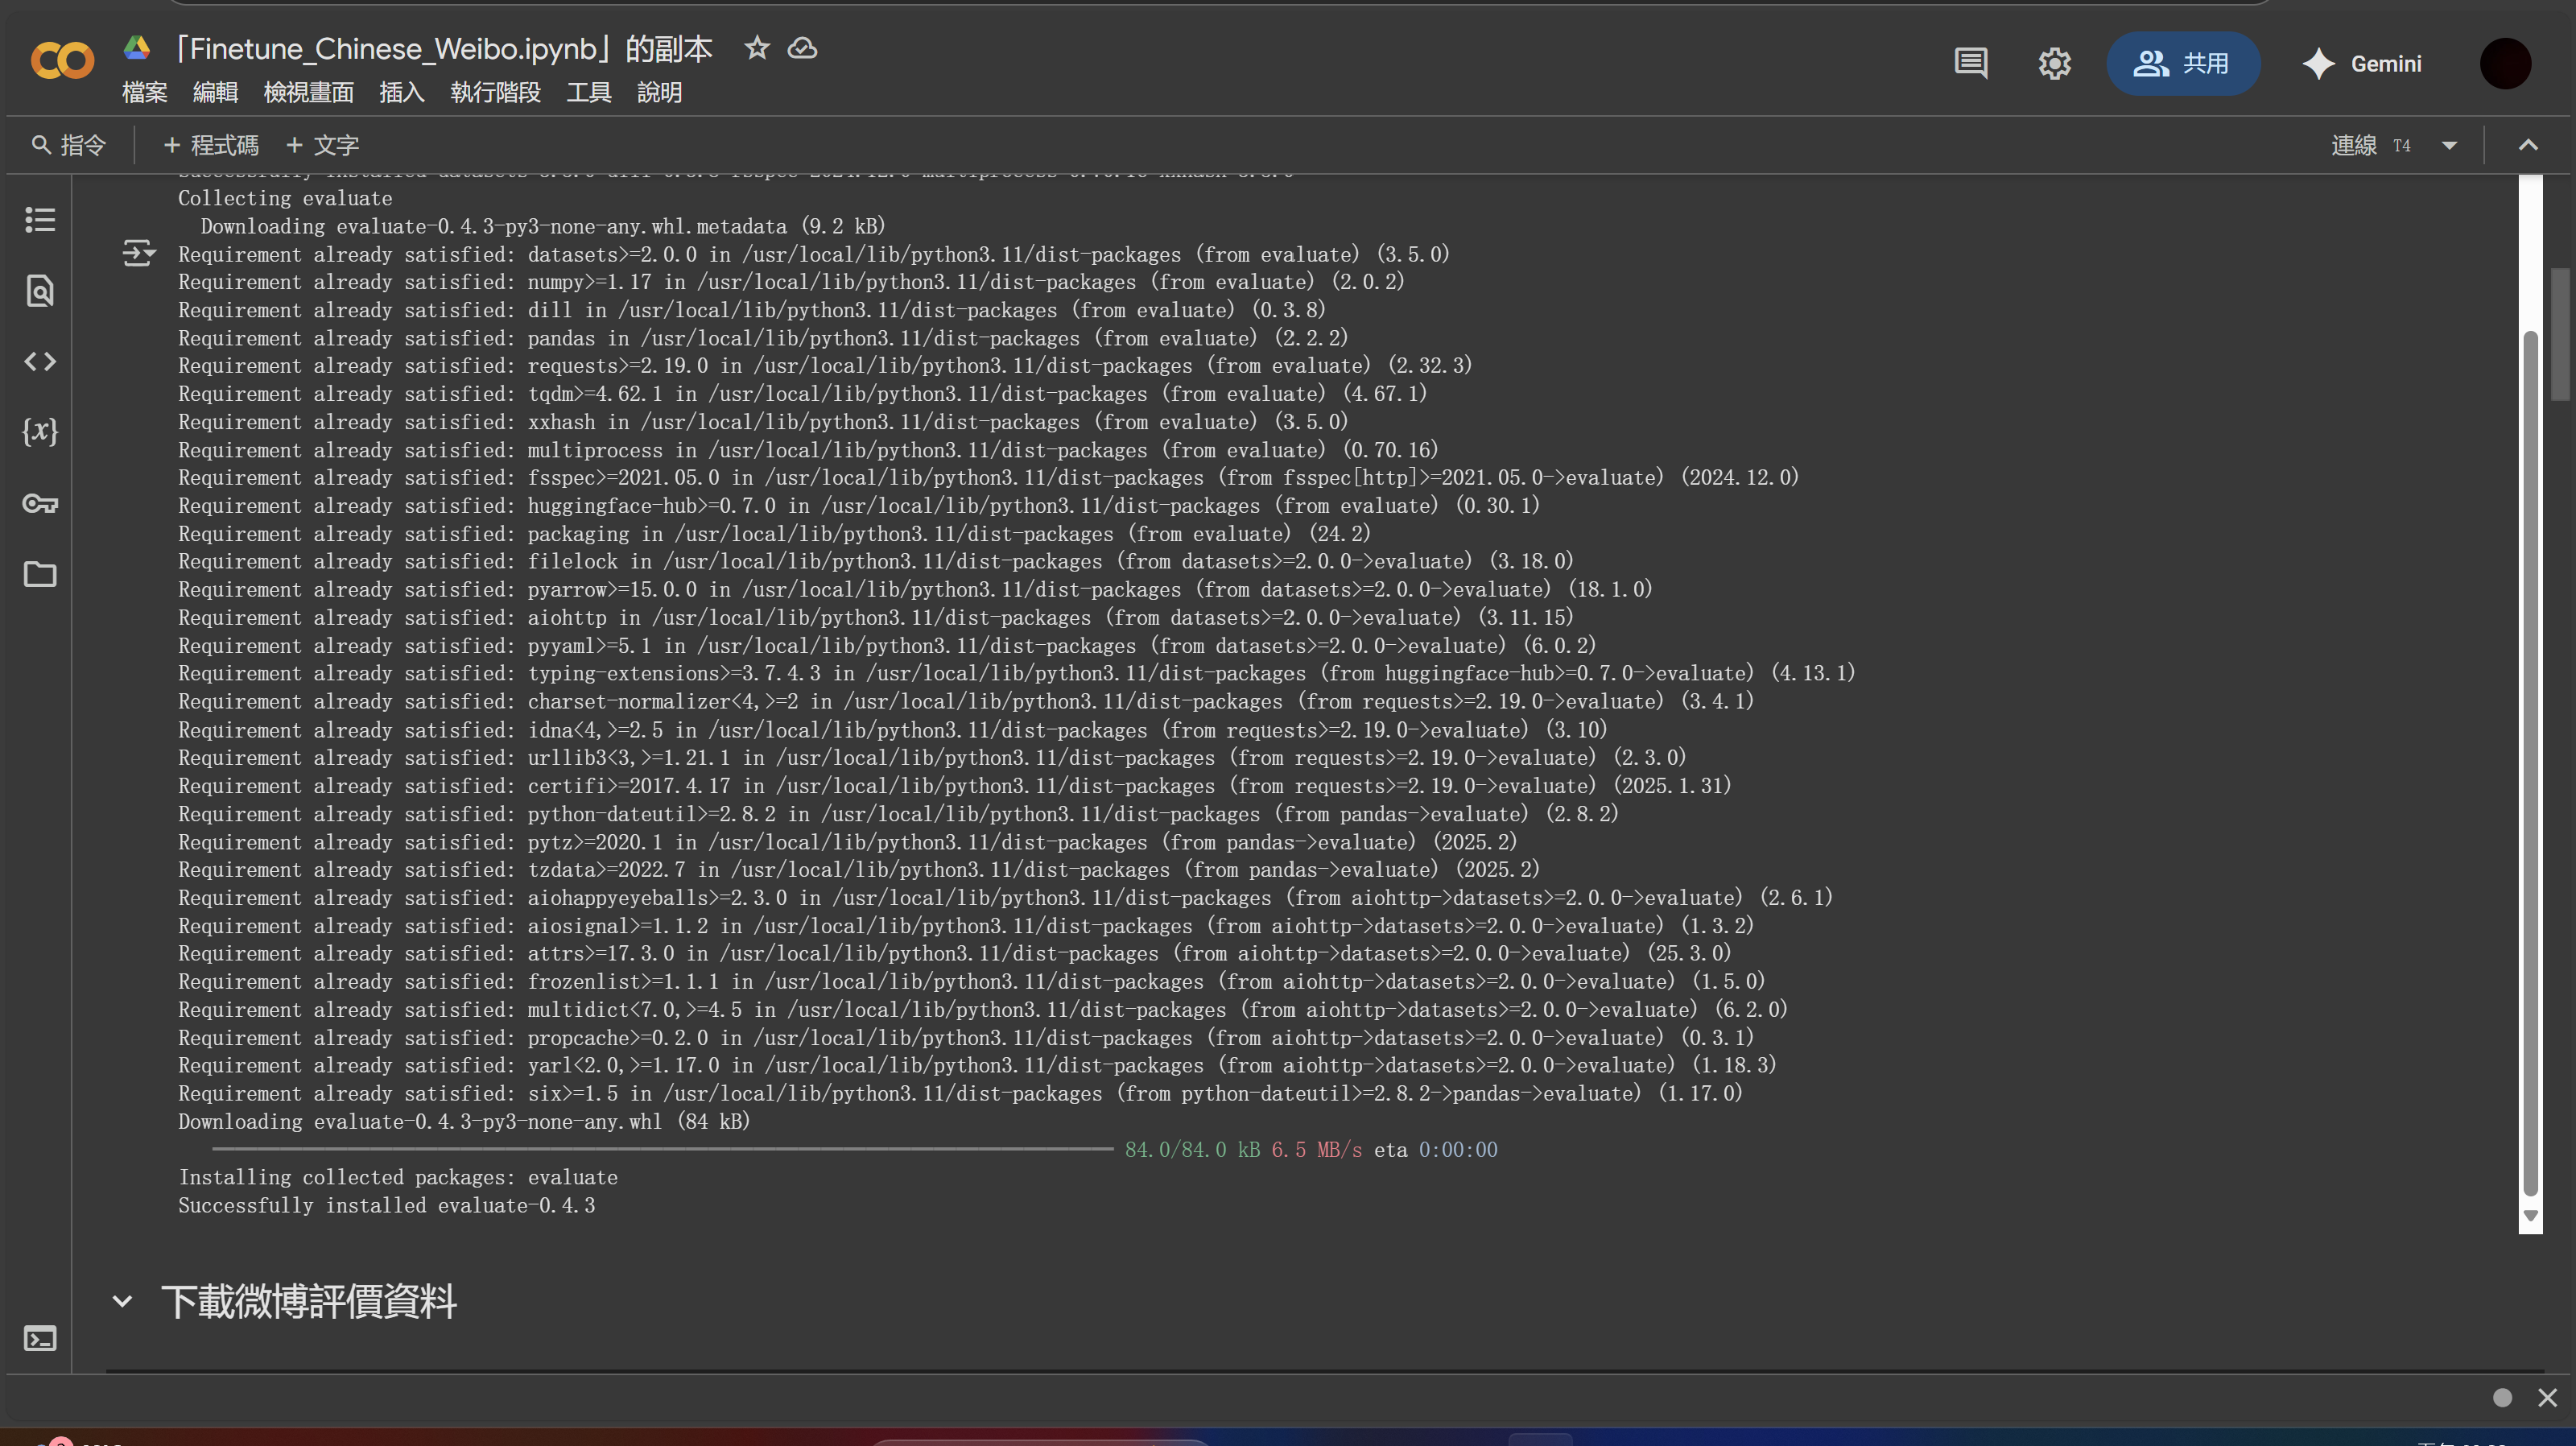 「Finetune_Chinese_Weibo.ipynb」的副本
檔案 編輯 檢視畫面 插入 執行階段 工具 說明
共用
Gemini
指令 + 程式碼 + 文字
連線 T4
Successfully installed datasets-3.5.0 dill-0.3.8 fsspec-2024.12.0 multiprocess-0.70.16 xxhash-3.5.0
Collecting evaluate
Downloading evaluate-0.4.3-py3-none-any.whl.metadata (9.2 kB)
Requirement already satisfied: datasets>=2.0.0 in /usr/local/lib/python3.11/dist-packages (from evaluate) (3.5.0)
Requirement already satisfied: numpy>=1.17 in /usr/local/lib/python3.11/dist-packages (from evaluate) (2.0.2)
Requirement already satisfied: dill in /usr/local/lib/python3.11/dist-packages (from evaluate) (0.3.8)
Requirement already satisfied: pandas in /usr/local/lib/python3.11/dist-packages (from evaluate) (2.2.2)
Requirement already satisfied: requests>=2.19.0 in /usr/local/lib/python3.11/dist-packages (from evaluate) (2.32.3)
Requirement already satisfied: tqdm>=4.62.1 in /usr/local/lib/python3.11/dist-packages (from evaluate) (4.67.1)
Requirement already satisfied: xxhash in /usr/local/lib/python3.11/dist-packages (from evaluate) (3.5.0)
Requirement already satisfied: multiprocess in /usr/local/lib/python3.11/dist-packages (from evaluate) (0.70.16)
Requirement already satisfied: fsspec>=2021.05.0 in /usr/local/lib/python3.11/dist-packages (from fsspec[http]>=2021.05.0->evaluate) (2024.12.0)
Requirement already satisfied: huggingface-hub>=0.7.0 in /usr/local/lib/python3.11/dist-packages (from evaluate) (0.30.1)
Requirement already satisfied: packaging in /usr/local/lib/python3.11/dist-packages (from evaluate) (24.2)
Requirement already satisfied: filelock in /usr/local/lib/python3.11/dist-packages (from datasets>=2.0.0->evaluate) (3.18.0)
Requirement already satisfied: pyarrow>=15.0.0 in /usr/local/lib/python3.11/dist-packages (from datasets>=2.0.0->evaluate) (18.1.0)
Requirement already satisfied: aiohttp in /usr/local/lib/python3.11/dist-packages (from datasets>=2.0.0->evaluate) (3.11.15)
Requirement already satisfied: pyyaml>=5.1 in /usr/local/lib/python3.11/dist-packages (from datasets>=2.0.0->evaluate) (6.0.2)
Requirement already satisfied: typing-extensions>=3.7.4.3 in /usr/local/lib/python3.11/dist-packages (from huggingface-hub>=0.7.0->evaluate) (4.13.1)
Requirement already satisfied: charset-normalizer<4,>=2 in /usr/local/lib/python3.11/dist-packages (from requests>=2.19.0->evaluate) (3.4.1)
Requirement already satisfied: idna<4,>=2.5 in /usr/local/lib/python3.11/dist-packages (from requests>=2.19.0->evaluate) (3.10)
Requirement already satisfied: urllib3<3,>=1.21.1 in /usr/local/lib/python3.11/dist-packages (from requests>=2.19.0->evaluate) (2.3.0)
Requirement already satisfied: certifi>=2017.4.17 in /usr/local/lib/python3.11/dist-packages (from requests>=2.19.0->evaluate) (2025.1.31)
Requirement already satisfied: python-dateutil>=2.8.2 in /usr/local/lib/python3.11/dist-packages (from pandas->evaluate) (2.8.2)
Requirement already satisfied: pytz>=2020.1 in /usr/local/lib/python3.11/dist-packages (from pandas->evaluate) (2025.2)
Requirement already satisfied: tzdata>=2022.7 in /usr/local/lib/python3.11/dist-packages (from pandas->evaluate) (2025.2)
Requirement already satisfied: aiohappyeyeballs>=2.3.0 in /usr/local/lib/python3.11/dist-packages (from aiohttp->datasets>=2.0.0->evaluate) (2.6.1)
Requirement already satisfied: aiosignal>=1.1.2 in /usr/local/lib/python3.11/dist-packages (from aiohttp->datasets>=2.0.0->evaluate) (1.3.2)
Requirement already satisfied: attrs>=17.3.0 in /usr/local/lib/python3.11/dist-packages (from aiohttp->datasets>=2.0.0->evaluate) (25.3.0)
Requirement already satisfied: frozenlist>=1.1.1 in /usr/local/lib/python3.11/dist-packages (from aiohttp->datasets>=2.0.0->evaluate) (1.5.0)
Requirement already satisfied: multidict<7.0,>=4.5 in /usr/local/lib/python3.11/dist-packages (from aiohttp->datasets>=2.0.0->evaluate) (6.2.0)
Requirement already satisfied: propcache>=0.2.0 in /usr/local/lib/python3.11/dist-packages (from aiohttp->datasets>=2.0.0->evaluate) (0.3.1)
Requirement already satisfied: yarl<2.0,>=1.17.0 in /usr/local/lib/python3.11/dist-packages (from aiohttp->datasets>=2.0.0->evaluate) (1.18.3)
Requirement already satisfied: six>=1.5 in /usr/local/lib/python3.11/dist-packages (from python-dateutil>=2.8.2->pandas->evaluate) (1.17.0)
Downloading evaluate-0.4.3-py3-none-any.whl (84 kB)
84.0/84.0 kB 6.5 MB/s eta 0:00:00
Installing collected packages: evaluate
Successfully installed evaluate-0.4.3
下載微博評價資料